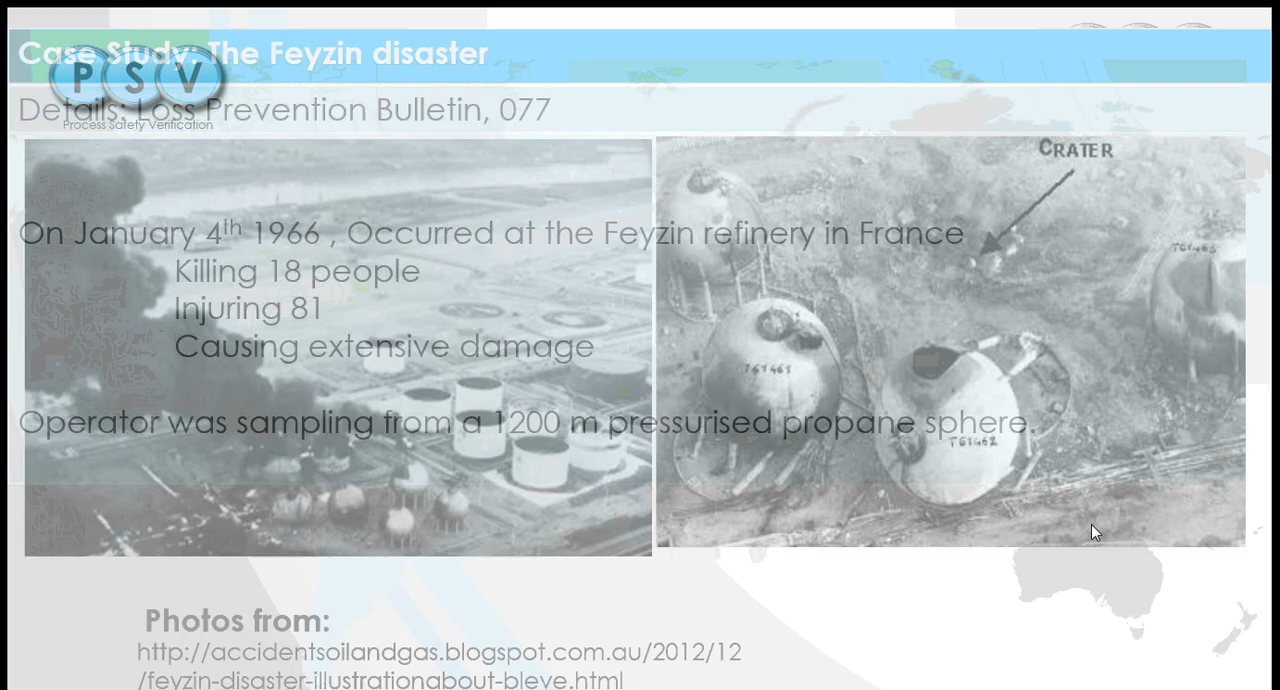 Case Study: The Feyzin disaster
P S V
Process Safety Verification
Details: Loss Prevention Bulletin, 077
CRATER
On January 4th 1966 , Occurred at the Feyzin refinery in France
Killing 18 people
Injuring 81
Causing extensive damage
T61461
T61462
Operator was sampling from a 1200 m pressurised propane sphere.
Photos from:
http://accidentsoilandgas.blogspot.com.au/2012/12
/feyzin-disaster-illustrationabout-bleve.html